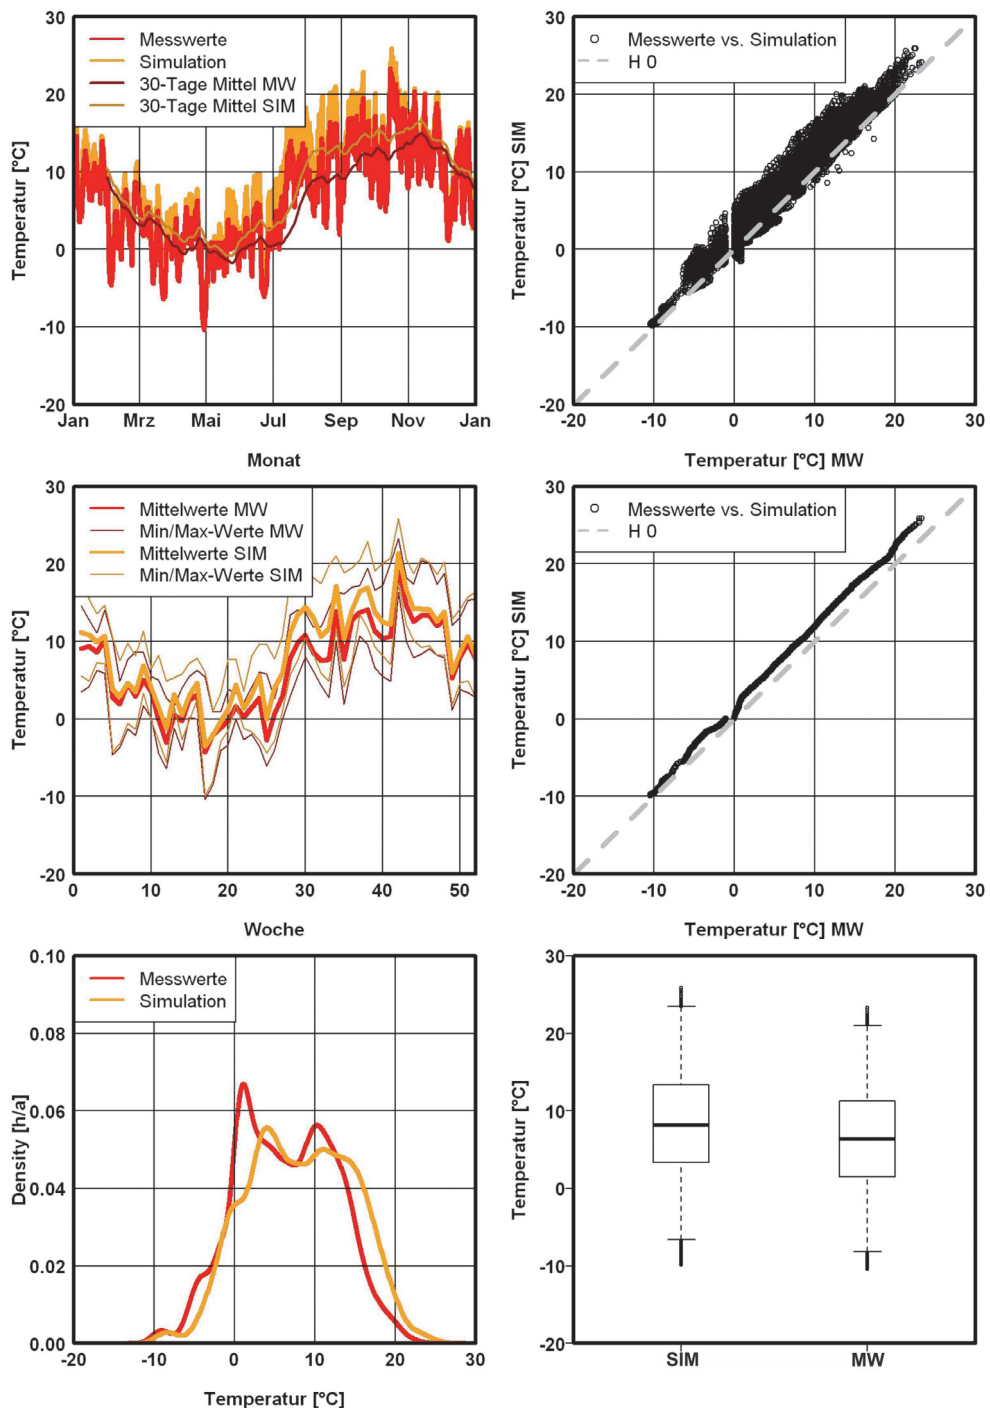 30
20
10
0
-10
-20
Temperatur [°C]
Messwerte
Simulation
30-Tage Mittel MW
30-Tage Mittel SIM
Jan Mrz Mai Jul Sep Nov Jan
Monat
30
20
10
0
-10
-20
Temperatur [°C] SIM
Messwerte vs. Simulation
H 0
-20 -10 0 10 20 30
Temperatur [°C] MW
30
20
10
0
-10
-20
Temperatur [°C]
Mittelwerte MW
Min/Max-Werte MW
Mittelwerte SIM
Min/Max-Werte SIM
0 10 20 30 40 50
Woche
30
20
10
0
-10
-20
Temperatur [°C] SIM
Messwerte vs. Simulation
H 0
-20 -10 0 10 20 30
Temperatur [°C] MW
0.10
0.08
0.06
0.04
0.02
0.00
Density [h/a]
Messwerte
Simulation
-20 -10 0 10 20 30
Temperatur [°C]
30
20
10
0
-10
-20
Temperatur [°C]
SIM MW